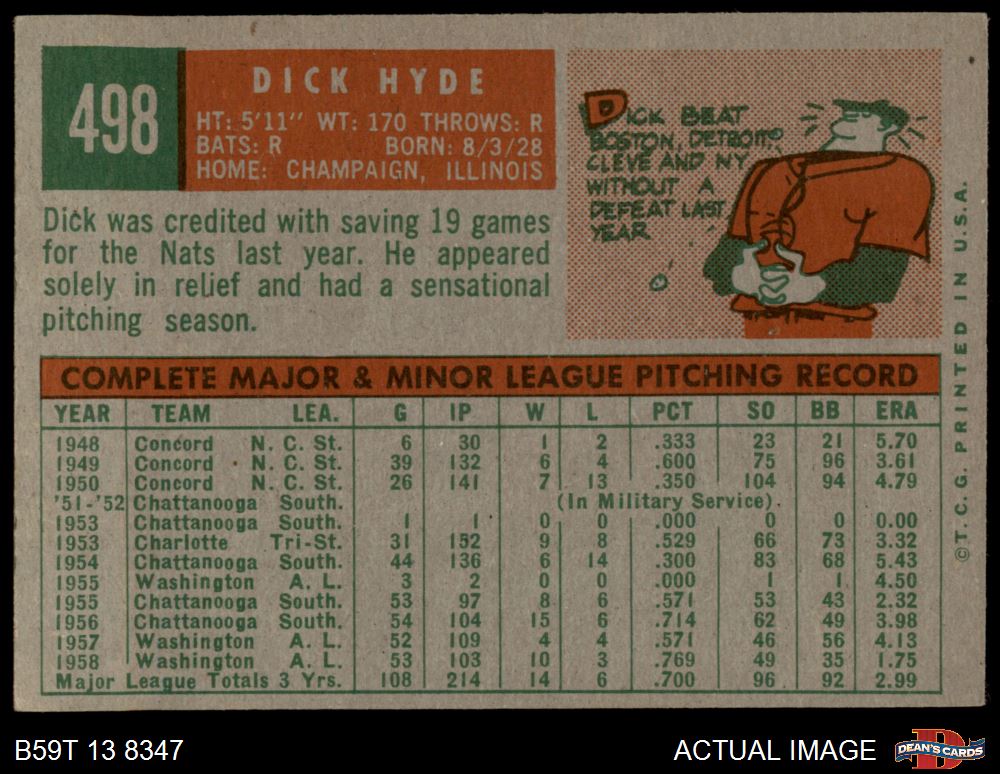 498
DICK HYDE
HT: 5'11" WT: 170 THROWS: R
BATS: R BORN: 8/3/28
HOME: CHAMPAIGN, ILLINOIS
Dick was credited with saving 19 games
for the Nats last year. He appeared
solely in relief and had a sensational
pitching season.
DICK BEAT
BOSTON, DETROIT,
CLEVE AND NY
WITHOUT A
DEFEAT LAST
YEAR
COMPLETE MAJOR & MINOR LEAGUE PITCHING RECORD
YEAR TEAM LEA. G IP W L PCT SO BB ERA
1948 Concord N. C. St. 6 30 1 2 .333 23 21 5.70
1949 Concord N. C. St. 39 132 6 4 .600 75 96 3.61
1950 Concord N. C. St. 26 141 7 13 .350 104 94 4.79
'51-'52 Chattanooga South. (In Military Service).
1953 Chattanooga South. 1 1 0 0 .000 0 0 0.00
1953 Charlotte Tri-St. 31 152 9 8 .529 66 73 3.32
1954 Chattanooga South. 44 136 6 14 .300 83 68 5.43
1955 Washington A. L. 3 2 0 0 .000 1 1 4.50
1955 Chattanooga South. 53 97 8 6 .571 53 43 2.32
1956 Chattanooga South. 54 104 15 6 .714 62 49 3.98
1957 Washington A. L. 52 109 4 4 .571 46 56 4.13
1958 Washington A. L. 53 103 10 3 .769 49 35 1.75
Major League Totals 3 Yrs. 108 214 14 6 .700 96 92 2.99
©T.C.G. PRINTED IN U.S.A.
B59T 13 8347
ACTUAL IMAGE
DEAN'S CARDS